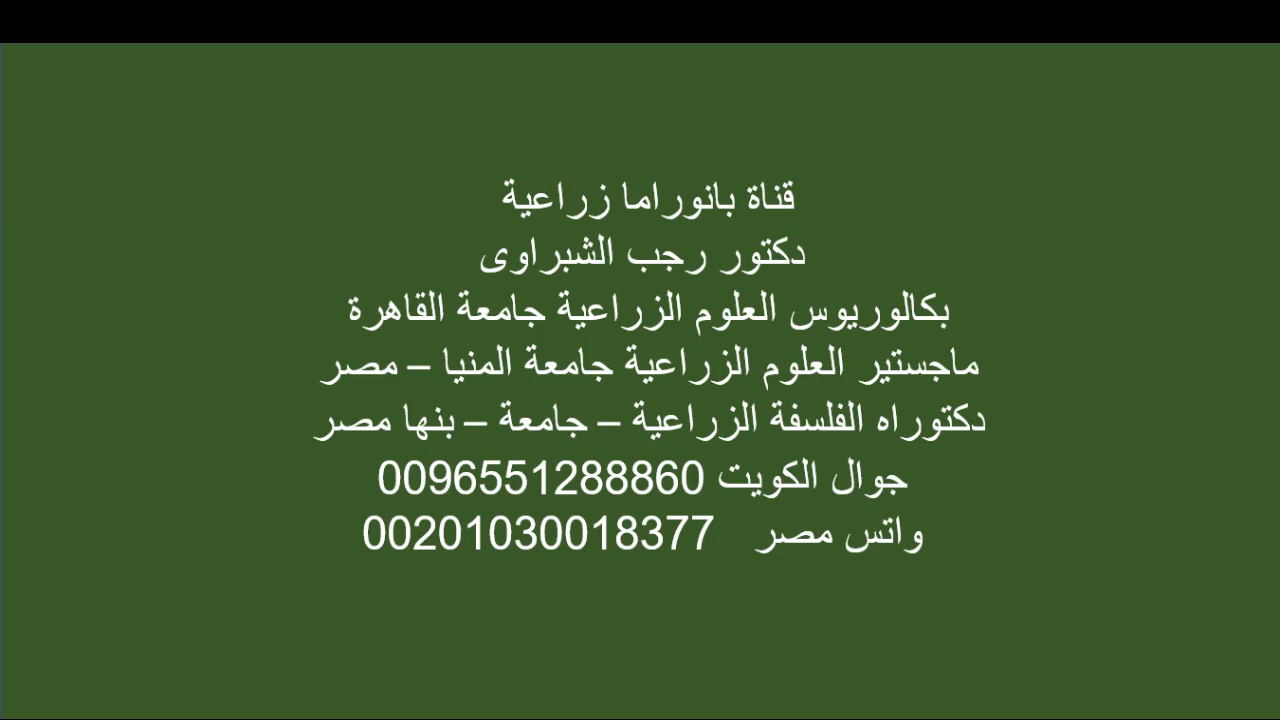 قناة بانوراما زراعية
دكتور رجب الشبراوى
بكالوريوس العلوم الزراعية جامعة القاهرة
ماجستير العلوم الزراعية جامعة المنيا – مصر
دكتوراه الفلسفة الزراعية – جامعة – بنها مصر
جوال الكويت 0096551288860
واتس مصر 00201030018377